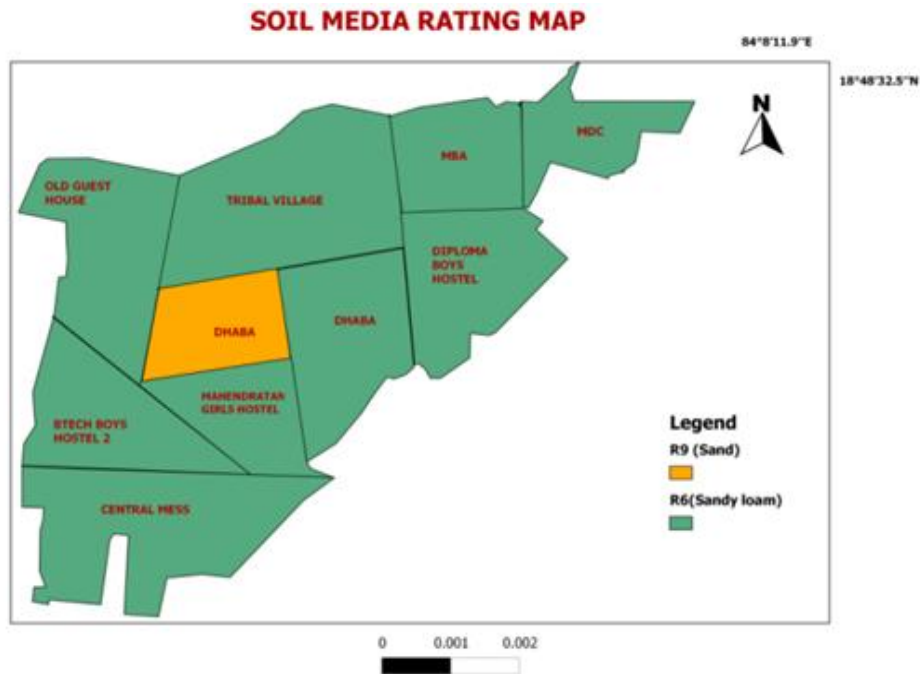 SOIL MEDIA RATING MAP
84°8'11.9''E
18°48'32.5''N
N
MDC
MBA
OLD GUEST
HOUSE
TRIBAL VILLAGE
DIPLOMA
BOYS
HOSTEL
DHABA
DHABA
MAHENDRATAN
GIRLS HOSTEL
BTECH BOYS
HOSTEL 2
CENTRAL MESS
Legend
R9 (Sand)
R6(Sandy loam)
0 0.001 0.002